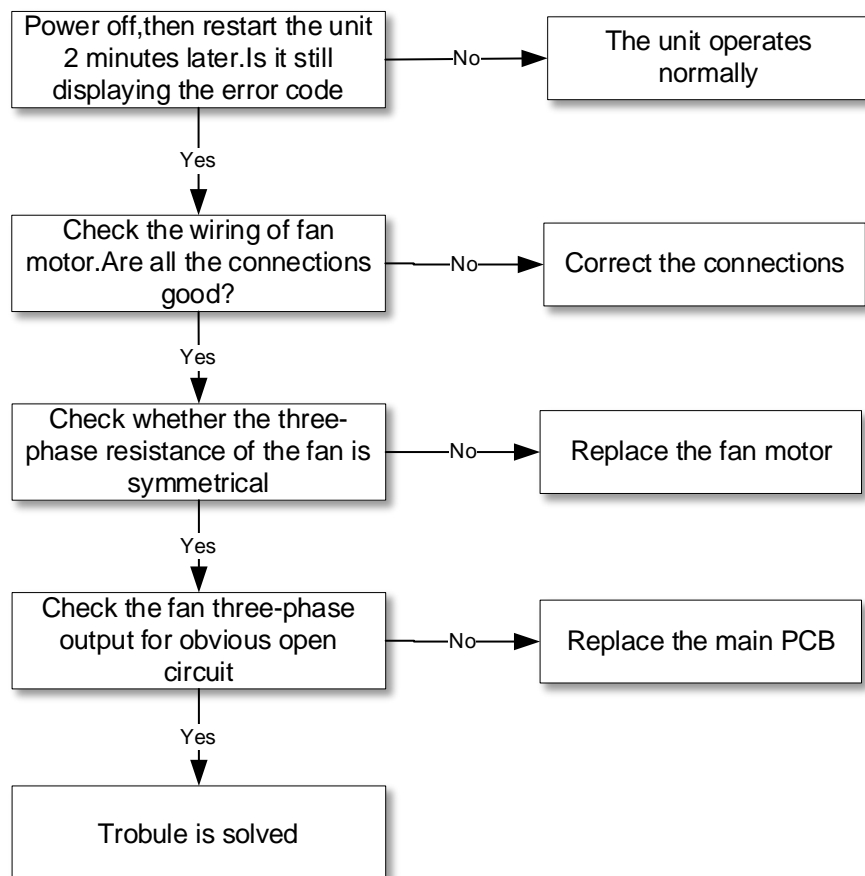 Power off,then restart the unit
2 minutes later.Is it still
displaying the error code
No
The unit operates
normally
Yes
Check the wiring of fan
motor.Are all the connections
good?
No
Correct the connections
Yes
Check whether the three-
phase resistance of the fan is
symmetrical
No
Replace the fan motor
Yes
Check the fan three-phase
output for obvious open
circuit
No
Replace the main PCB
Yes
Trobule is solved